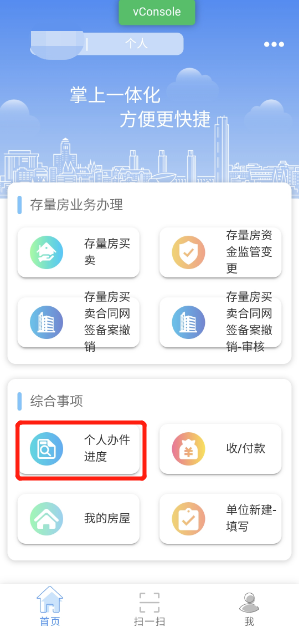 vConsole
个人
掌上一体化
方便更快捷
存量房业务办理
存量房买
卖
存量房资
金监管变
更
存量房买
卖合同网
签备案撤
销
存量房买
卖合同网
签备案撤
销-审核
综合事项
个人办件
进度
收/付款
我的房屋
单位新建-
填写
首页
扫一扫
我